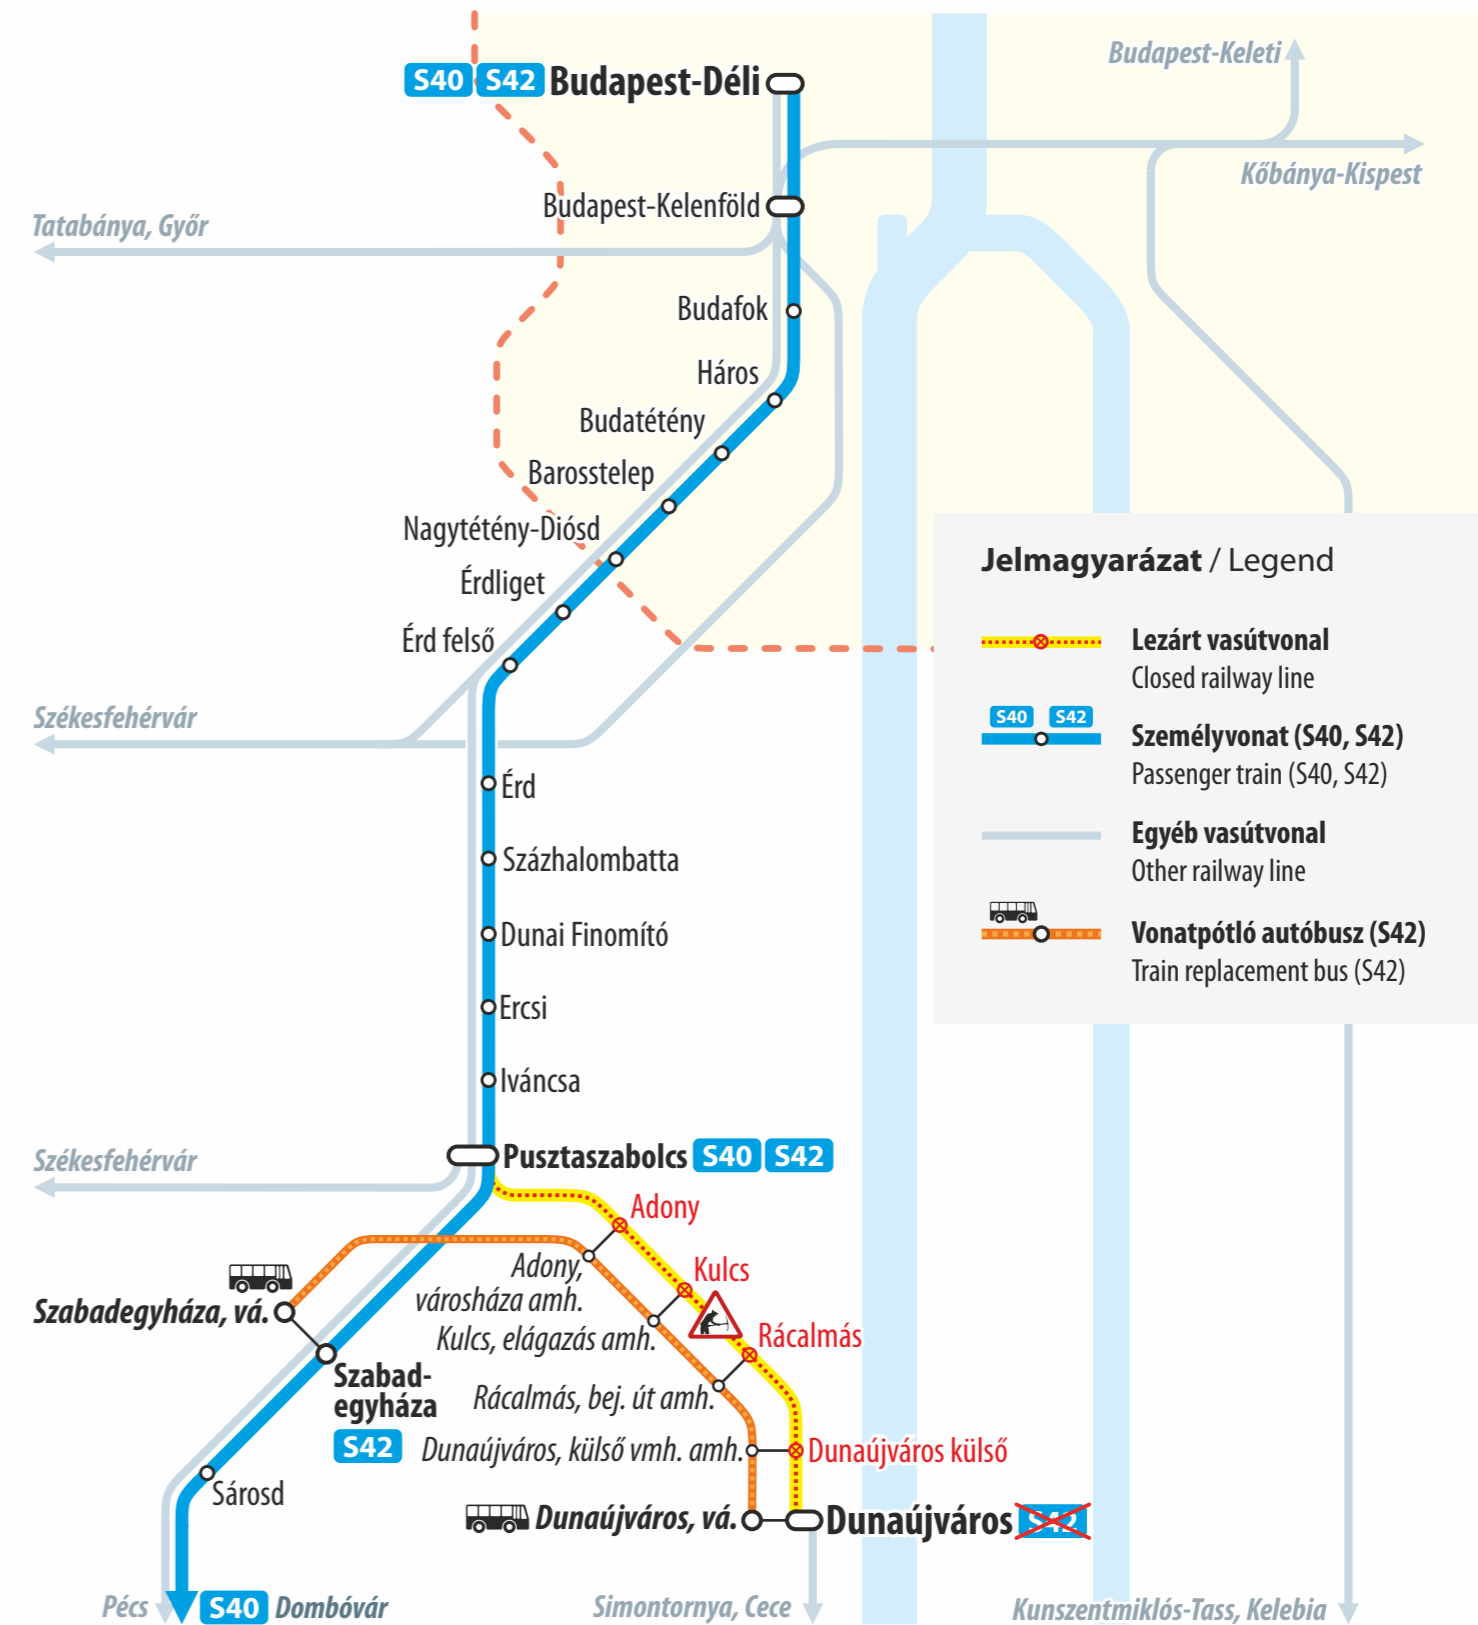 Budapest-Keleti
S40 S42 Budapest-Déli
Kőbánya-Kispest
Budapest-Kelenföld
Tatabánya, Győr
Budafok
Háros
Budatétény
Barosstelep
Nagytétény-Diósd
Érdliget
Érd felső
Székesfehérvár
Érd
Százhalombatta
Dunai Finomító
Ercsi
Iváncsa
Pusztaszabolcs S40 S42
Székesfehérvár
Adony
Kulcs
Rácalmás
Dunaújváros külső
Dunaújváros S42
Adony,
városháza amh.
Kulcs, elágazás amh.
Rácalmás, bej. út amh.
Dunaújváros, külső vmh. amh.
Dunaújváros, vá.
Szabadegyháza, vá.
Szabad-
egyháza
S42
Sárosd
Pécs
S40 Dombóvár
Simontornya, Cece
Kunszentmiklós-Tass, Kelebia
Jelmagyarázat / Legend
Lezárt vasútvonal
Closed railway line
S40 S42
Személyvonat (S40, S42)
Passenger train (S40, S42)
Egyéb vasútvonal
Other railway line
Vonatpótló autóbusz (S42)
Train replacement bus (S42)